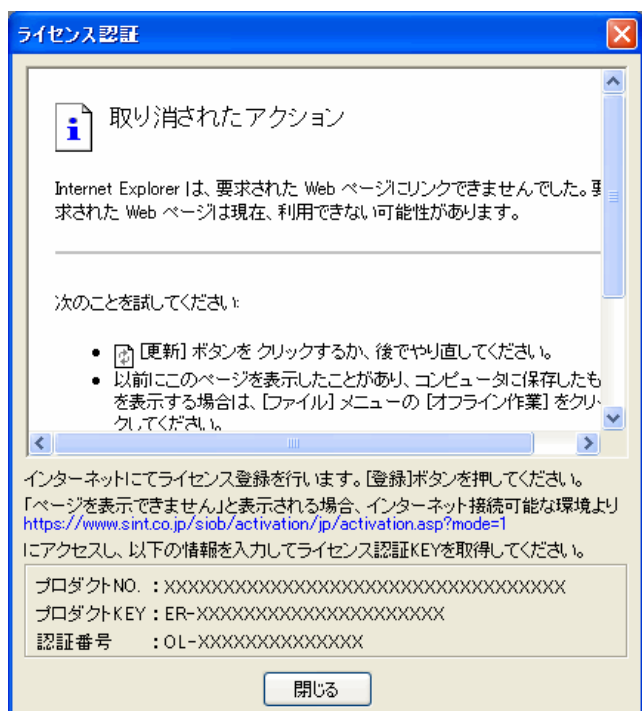 ライセンス認証
取り消されたアクション
Internet Explorer は、要求された Web ページにリンクできませんでした。要
求された Web ページは現在、利用できない可能性があります。
次のことを試してください:
● [更新] ボタンを クリックするか、後でやり直してください。
● 以前にこのページを表示したことがあり、コンピュータに保存したも
を表示する場合は、[ファイル] メニューの [オフライン作業] をクリッ
クしてください。
インターネットにてライセンス登録を行います。[登録]ボタンを押してください。
「ページを表示できません」と表示される場合、インターネット接続可能な環境より
https://www.sint.co.jp/siob/activation/jp/activation.asp?mode=1
にアクセスし、以下の情報を入力してライセンス認証KEYを取得してください。
プロダクトNO. : XXXXXXXXXXXXXXXXXXXXXXXXXXXXXXXXXX
プロダクトKEY : ER-XXXXXXXXXXXXXXXXXXXXX
認証番号 : OL-XXXXXXXXXXXXXX
閉じる